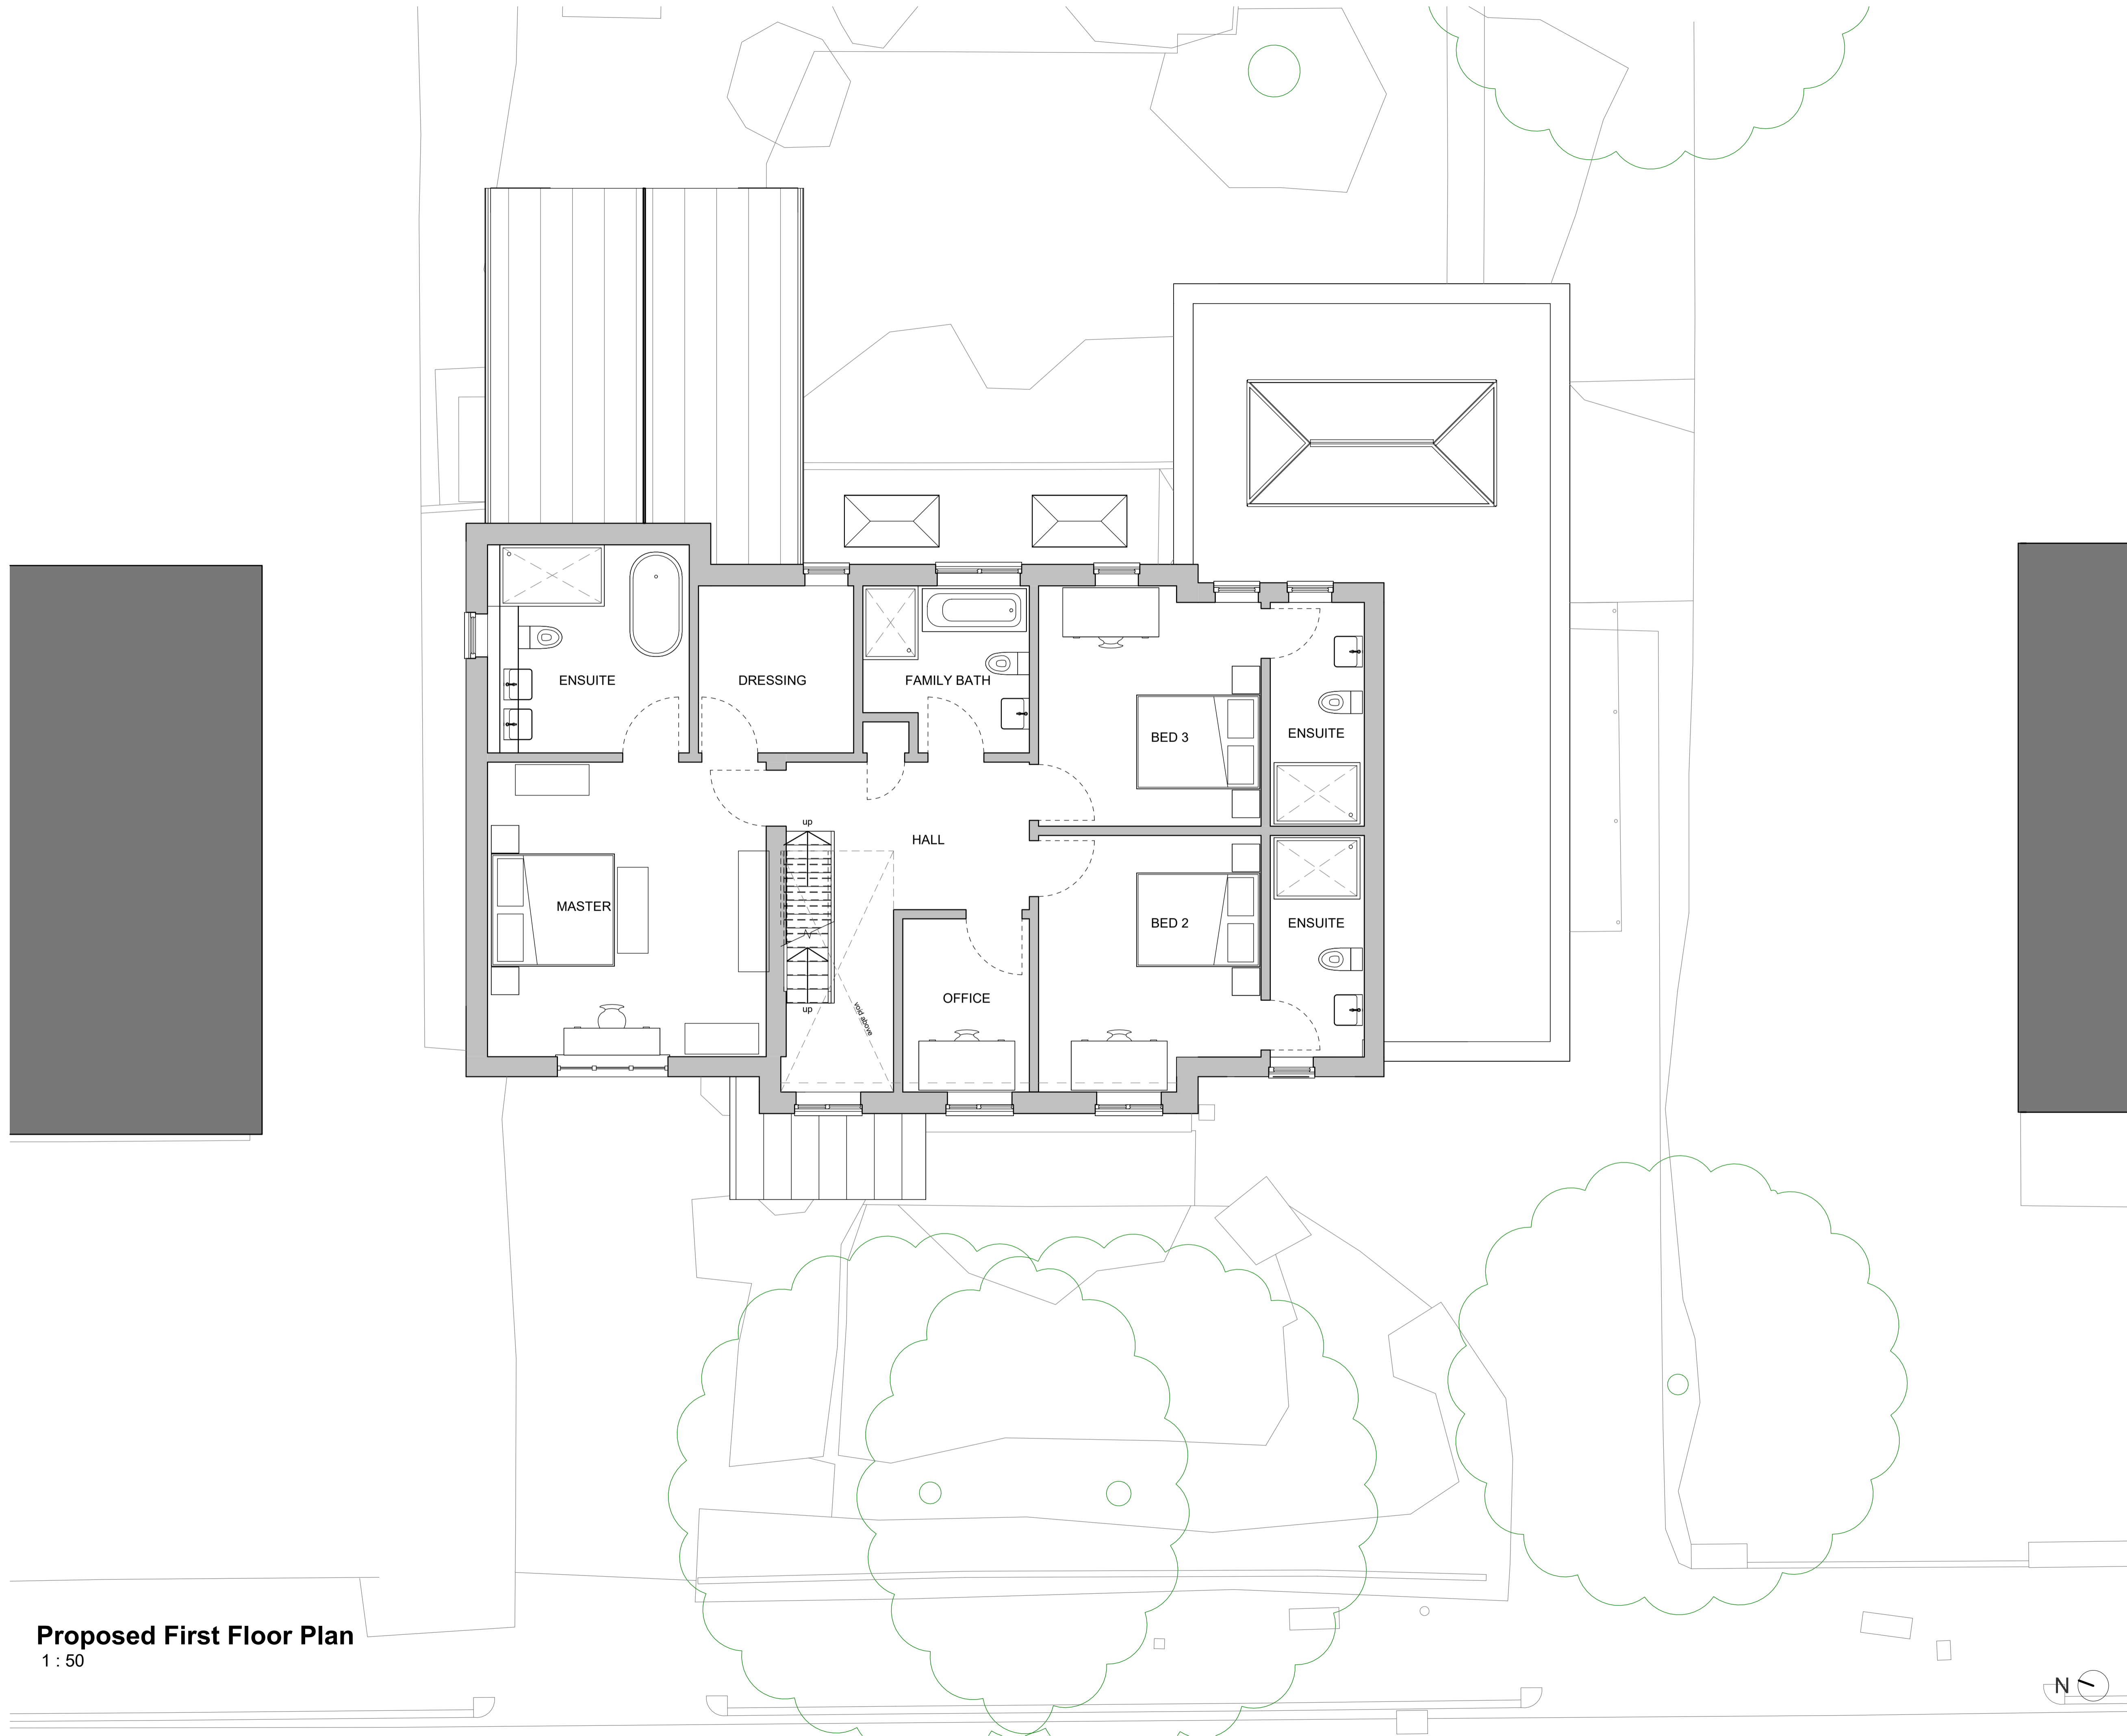 ENSUITE
DRESSING
FAMILY BATH
BED 3
ENSUITE
up
HALL
MASTER
BED 2
ENSUITE
OFFICE
up
void above
Proposed First Floor Plan
1 : 50
N